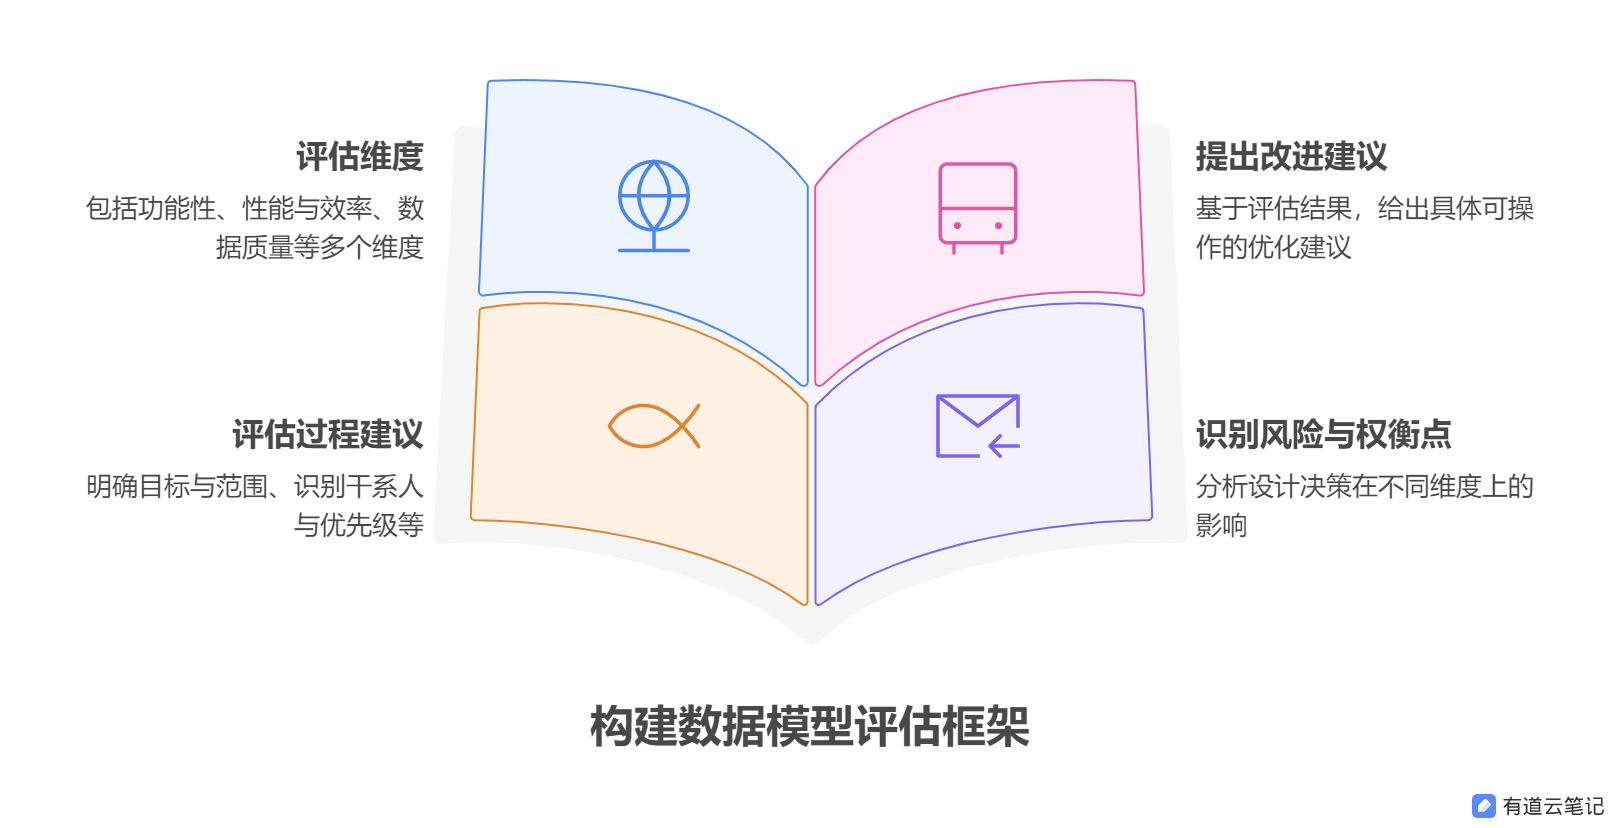 评估维度
包括功能性、性能与效率、数
据质量等多个维度
提出改进建议
基于评估结果，给出具体可操
作的优化建议
评估过程建议
明确目标与范围、识别干系人
与优先级等
识别风险与权衡点
分析设计决策在不同维度上的
影响
构建数据模型评估框架
有道云笔记